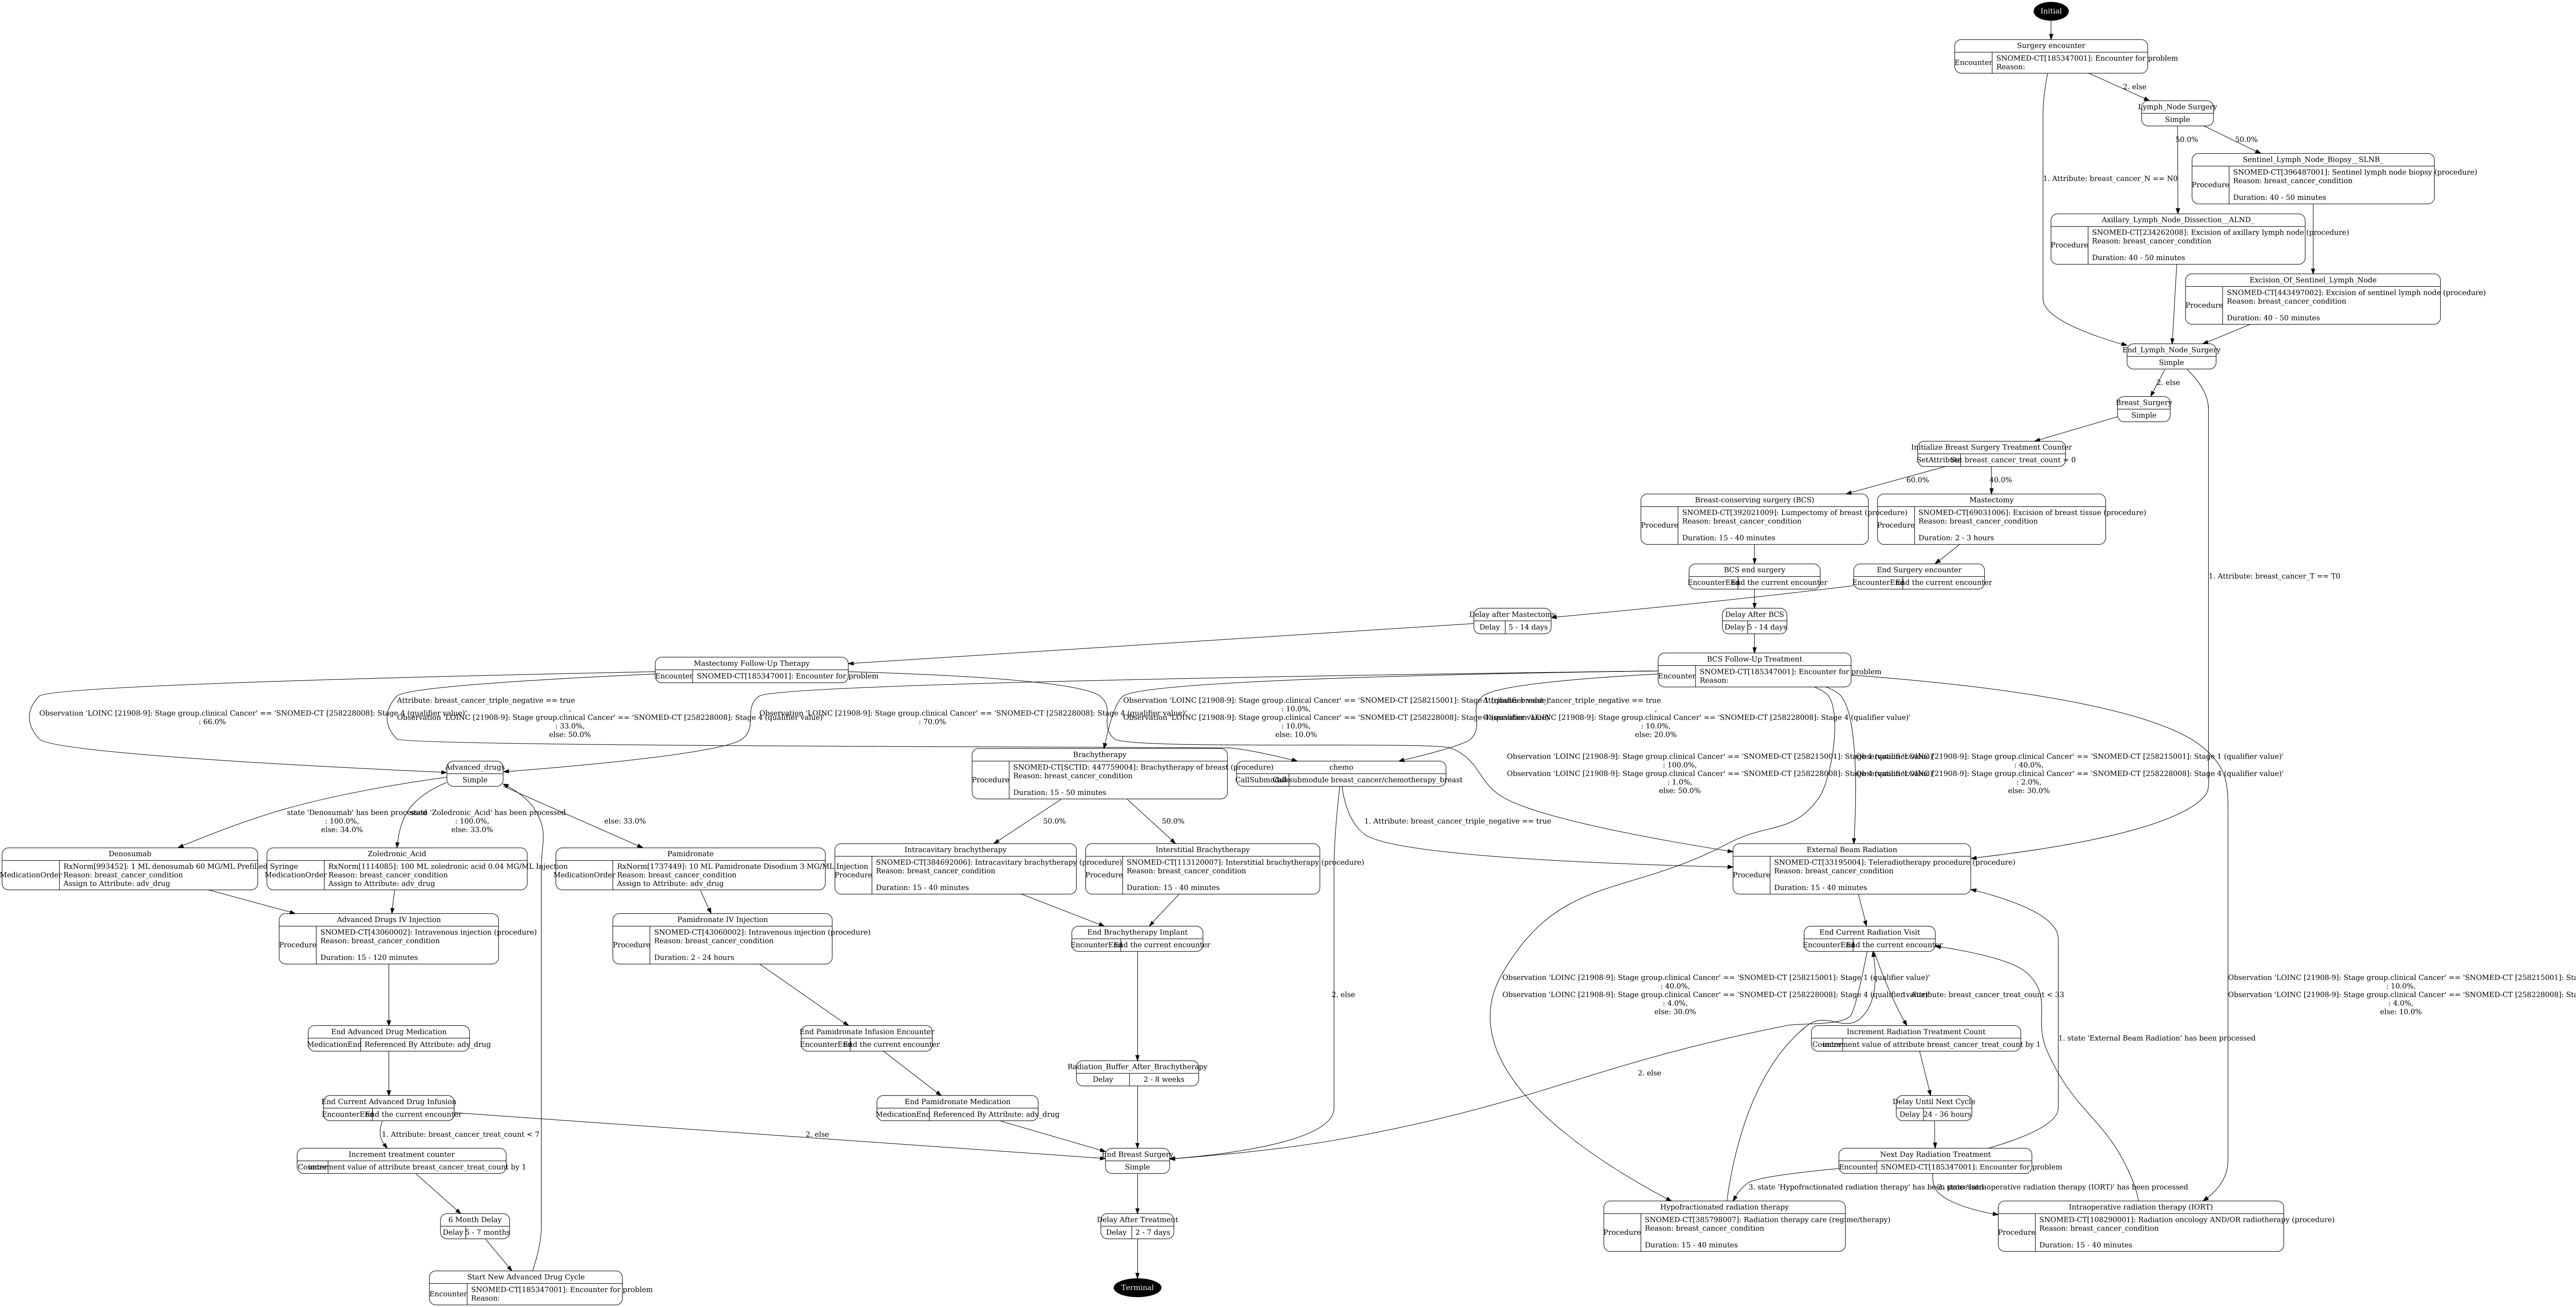 Initial
Surgery encounter
Encounter
SNOMED-CT[185347001]: Encounter for problem
Reason:
2. else
Lymph_Node Surgery
Simple
50.0%
50.0%
Sentinel_Lymph_Node_Biopsy__SLNB_
Procedure
SNOMED-CT[396487001]: Sentinel lymph node biopsy (procedure)
Reason: breast_cancer_condition
Duration: 40 - 50 minutes
1. Attribute: breast_cancer_N == N0
Axillary_Lymph_Node_Dissection__ALND_
Procedure
SNOMED-CT[234262008]: Excision of axillary lymph node (procedure)
Reason: breast_cancer_condition
Duration: 40 - 50 minutes
Excision_Of_Sentinel_Lymph_Node
Procedure
SNOMED-CT[443497002]: Excision of sentinel lymph node (procedure)
Reason: breast_cancer_condition
Duration: 40 - 50 minutes
End_Lymph_Node_Surgery
Simple
2. else
Breast_Surgery
Simple
Initialize Breast Surgery Treatment Counter
SetAttribute
Set breast_cancer_treat_count = 0
60.0%
40.0%
Breast-conserving surgery (BCS)
Procedure
SNOMED-CT[392021009]: Lumpectomy of breast (procedure)
Reason: breast_cancer_condition
Duration: 15 - 40 minutes
Mastectomy
Procedure
SNOMED-CT[69031006]: Excision of breast tissue (procedure)
Reason: breast_cancer_condition
Duration: 2 - 3 hours
BCS end surgery
EncounterEnd
End the current encounter
End Surgery encounter
EncounterEnd
End the current encounter
1. Attribute: breast_cancer_T == T0
Delay after Mastectomy
Delay
5 - 14 days
Delay After BCS
Delay
5 - 14 days
Mastectomy Follow-Up Therapy
Encounter
SNOMED-CT[185347001]: Encounter for problem
BCS Follow-Up Treatment
Encounter
SNOMED-CT[185347001]: Encounter for problem
Reason:
Observation 'LOINC [21908-9]: Stage group.clinical Cancer' == 'SNOMED-CT [258228008]: Stage 4 (qualifier value)'
: 66.0%
Attribute: breast_cancer_triple_negative == true
,
Observation 'LOINC [21908-9]: Stage group.clinical Cancer' == 'SNOMED-CT [258228008]: Stage 4 (qualifier value)'
: 33.0%,
else: 50.0%
Observation 'LOINC [21908-9]: Stage group.clinical Cancer' == 'SNOMED-CT [258228008]: Stage 4 (qualifier value)'
: 70.0%
Observation 'LOINC [21908-9]: Stage group.clinical Cancer' == 'SNOMED-CT [258215001]: Stage 1 (qualifier value)'
: 10.0%,
Observation 'LOINC [21908-9]: Stage group.clinical Cancer' == 'SNOMED-CT [258228008]: Stage 4 (qualifier value)'
: 10.0%,
else: 10.0%
Attribute: breast_cancer_triple_negative == true
,
Observation 'LOINC [21908-9]: Stage group.clinical Cancer' == 'SNOMED-CT [258228008]: Stage 4 (qualifier value)'
: 10.0%,
else: 20.0%
Observation 'LOINC [21908-9]: Stage group.clinical Cancer' == 'SNOMED-CT [258215001]: Stage 1 (qualifier value)'
: 100.0%,
Observation 'LOINC [21908-9]: Stage group.clinical Cancer' == 'SNOMED-CT [258228008]: Stage 4 (qualifier value)'
: 1.0%,
else: 50.0%
Observation 'LOINC [21908-9]: Stage group.clinical Cancer' == 'SNOMED-CT [258215001]: Stage 1 (qualifier value)'
: 40.0%,
Observation 'LOINC [21908-9]: Stage group.clinical Cancer' == 'SNOMED-CT [258228008]: Stage 4 (qualifier value)'
: 2.0%,
else: 30.0%
Advanced_drugs
Simple
Brachytherapy
Procedure
SNOMED-CT[SCTID: 447759004]: Brachytherapy of breast (procedure)
Reason: breast_cancer_condition
Duration: 15 - 50 minutes
chemo
CallSubmodule
Call submodule breast_cancer/chemotherapy_breast
state 'Denosumab' has been processed
: 100.0%,
else: 34.0%
state 'Zoledronic_Acid' has been processed
: 100.0%,
else: 33.0%
else: 33.0%
50.0%
50.0%
1. Attribute: breast_cancer_triple_negative == true
Denosumab
MedicationOrder
RxNorm[993452]: 1 ML denosumab 60 MG/ML Prefilled Syringe
Reason: breast_cancer_condition
Assign to Attribute: adv_drug
Zoledronic_Acid
MedicationOrder
RxNorm[1114085]: 100 ML zoledronic acid 0.04 MG/ML Injection
Reason: breast_cancer_condition
Assign to Attribute: adv_drug
Pamidronate
MedicationOrder
RxNorm[1737449]: 10 ML Pamidronate Disodium 3 MG/ML Injection
Reason: breast_cancer_condition
Assign to Attribute: adv_drug
Intracavitary brachytherapy
Procedure
SNOMED-CT[384692006]: Intracavitary brachytherapy (procedure)
Reason: breast_cancer_condition
Duration: 15 - 40 minutes
Interstitial Brachytherapy
Procedure
SNOMED-CT[113120007]: Interstitial brachytherapy (procedure)
Reason: breast_cancer_condition
Duration: 15 - 40 minutes
External Beam Radiation
Procedure
SNOMED-CT[33195004]: Teleradiotherapy procedure (procedure)
Reason: breast_cancer_condition
Duration: 15 - 40 minutes
Advanced Drugs IV Injection
Procedure
SNOMED-CT[43060002]: Intravenous injection (procedure)
Reason: breast_cancer_condition
Duration: 15 - 120 minutes
Pamidronate IV Injection
Procedure
SNOMED-CT[43060002]: Intravenous injection (procedure)
Reason: breast_cancer_condition
Duration: 2 - 24 hours
End Brachytherapy Implant
EncounterEnd
End the current encounter
End Current Radiation Visit
EncounterEnd
End the current encounter
Observation 'LOINC [21908-9]: Stage group.clinical Cancer' == 'SNOMED-CT [258215001]: Stage 1 (qualifier value)'
: 40.0%,
Observation 'LOINC [21908-9]: Stage group.clinical Cancer' == 'SNOMED-CT [258228008]: Stage 4 (qualifier value)'
: 4.0%,
else: 30.0%
1. Attribute: breast_cancer_treat_count < 33
Observation 'LOINC [21908-9]: Stage group.clinical Cancer' == 'SNOMED-CT [258215001]: Sta
: 10.0%,
Observation 'LOINC [21908-9]: Stage group.clinical Cancer' == 'SNOMED-CT [258228008]: Sta
: 4.0%,
else: 10.0%
2. else
End Advanced Drug Medication
MedicationEnd
Referenced By Attribute: adv_drug
End Pamidronate Infusion Encounter
EncounterEnd
End the current encounter
Increment Radiation Treatment Count
Counter
increment value of attribute breast_cancer_treat_count by 1
1. state 'External Beam Radiation' has been processed
Radiation_Buffer_After_Brachytherapy
Delay
2 - 8 weeks
2. else
End Current Advanced Drug Infusion
EncounterEnd
End the current encounter
End Pamidronate Medication
MedicationEnd
Referenced By Attribute: adv_drug
Delay Until Next Cycle
Delay
24 - 36 hours
1. Attribute: breast_cancer_treat_count < 7
2. else
Increment treatment counter
Counter
increment value of attribute breast_cancer_treat_count by 1
End Breast Surgery
Simple
Next Day Radiation Treatment
Encounter
SNOMED-CT[185347001]: Encounter for problem
3. state 'Hypofractionated radiation therapy' has been processed
2. state 'Intraoperative radiation therapy (IORT)' has been processed
6 Month Delay
Delay
5 - 7 months
Delay After Treatment
Delay
2 - 7 days
Hypofractionated radiation therapy
Procedure
SNOMED-CT[385798007]: Radiation therapy care (regime/therapy)
Reason: breast_cancer_condition
Duration: 15 - 40 minutes
Intraoperative radiation therapy (IORT)
Procedure
SNOMED-CT[108290001]: Radiation oncology AND/OR radiotherapy (procedure)
Reason: breast_cancer_condition
Duration: 15 - 40 minutes
Start New Advanced Drug Cycle
Encounter
SNOMED-CT[185347001]: Encounter for problem
Reason:
Terminal